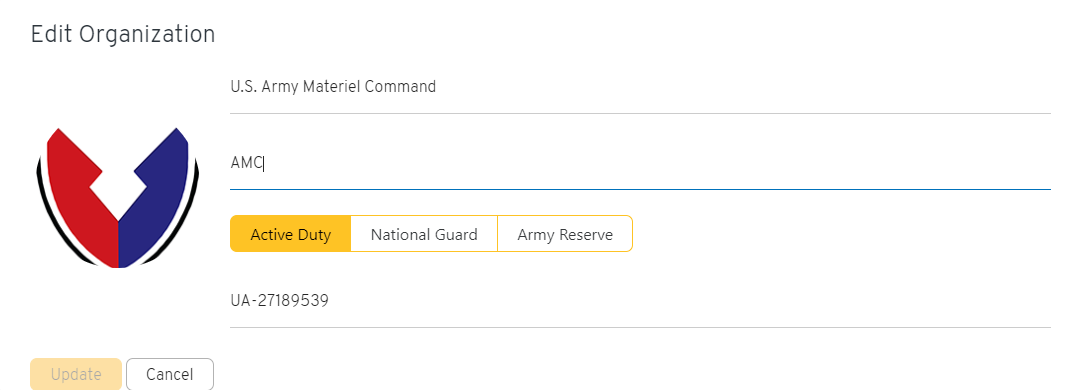 Edit Organization
U.S. Army Materiel Command
AMC
Active Duty National Guard Army Reserve
UA-27189539
Update Cancel